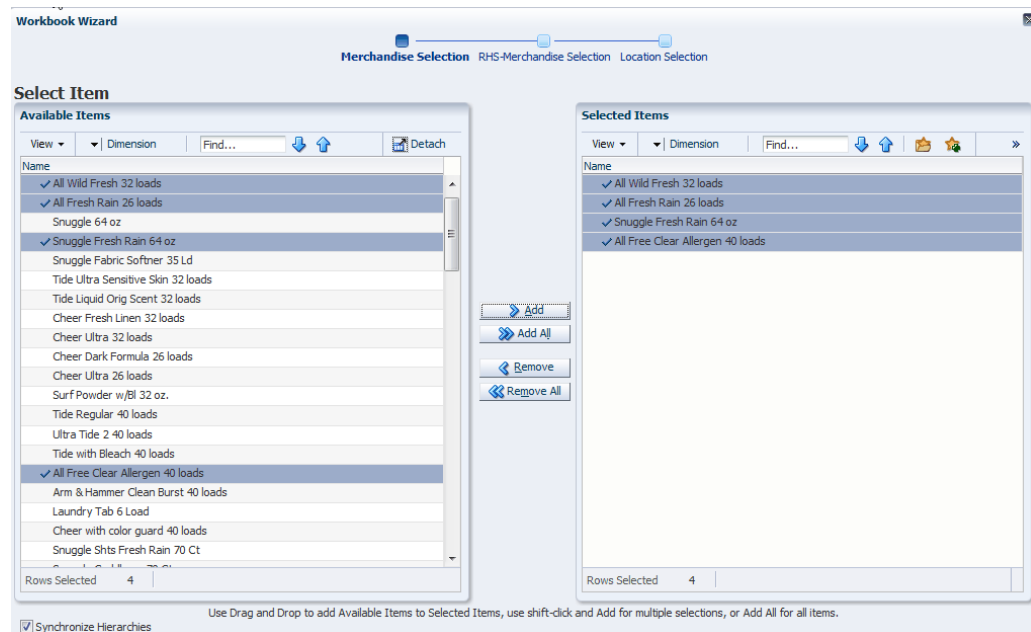 Workbook Wizard
Merchandise Selection RHS-Merchandise Selection Location Selection
Select Item
Available Items
View Dimension Find... Detach
Name
All Wild Fresh 32 loads
All Fresh Rain 26 loads
Snuggle 64 oz
Snuggle Fresh Rain 64 oz
Snuggle Fabric Softner 35 Ld
Tide Ultra Sensitive Skin 32 loads
Tide Liquid Orig Scent 32 loads
Cheer Fresh Linen 32 loads
Cheer Ultra 32 loads
Cheer Dark Formula 26 loads
Cheer Ultra 26 loads
Surf Powder w/Bl 32 oz.
Tide Regular 40 loads
Ultra Tide 2 40 loads
Tide with Bleach 40 loads
All Free Clear Allergen 40 loads
Arm & Hammer Clean Burst 40 loads
Laundry Tab 6 Load
Cheer with color guard 40 loads
Snuggle Shts Fresh Rain 70 Ct
Rows Selected 4
Add
Add All
Remove
Remove All
Selected Items
View Dimension Find... »
Name
All Wild Fresh 32 loads
All Fresh Rain 26 loads
Snuggle Fresh Rain 64 oz
All Free Clear Allergen 40 loads
Rows Selected 4
Use Drag and Drop to add Available Items to Selected Items, use shift-click and Add for multiple selections, or Add All for all items.
Synchronize Hierarchies